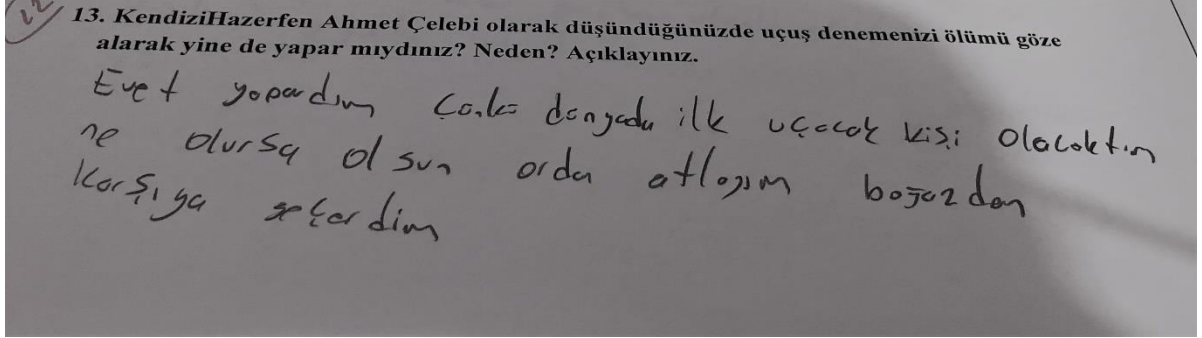 13. KendiziHazerfen Ahmet Çelebi olarak düşündüğünüzde uçuş denemenizi ölümü göze
alarak yine de yapar mıydınız? Neden? Açıklayınız.
Evet yapardım Çünkü dünyada ilk uçacak kişi olacaktım
ne olursa olsun orda atlayım boğazdan
karşıya geçerdim